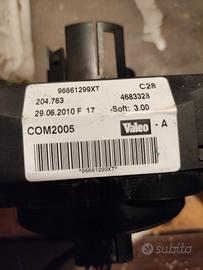 96661299XT C28
204.763 4683328
29.06.2010 F 17 -Soft: 3.00
COM2005 Valeo - A
*96661299XT*
subito